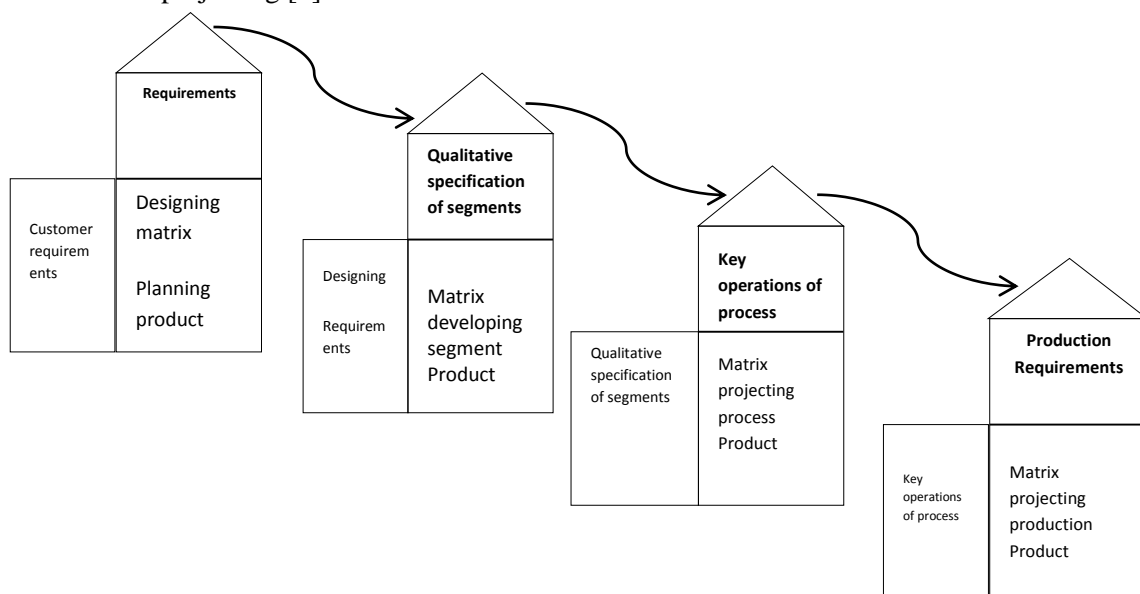 Requirements
Customer
requirem
ents
Designing
matrix
Planning
product
Qualitative
specification
of segments
Designing
Requirem
ents
Matrix
developing
segment
Product
Key
operations of
process
Qualitative
specification
of segments
Matrix
projecting
process
Product
Production
Requirements
Key
operations
of process
Matrix
projecting
production
Product